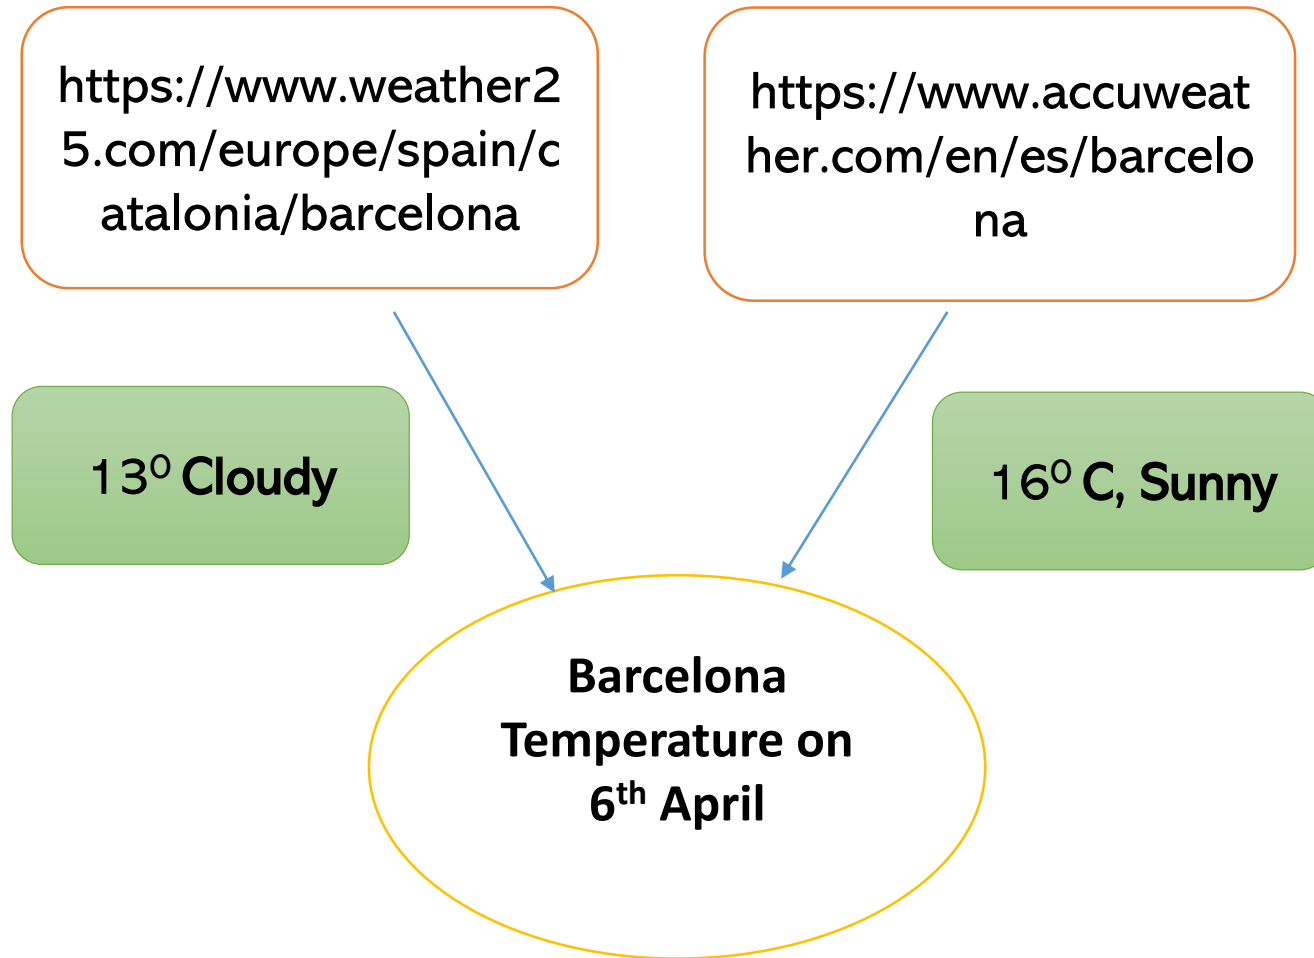 https://www.weather2
5.com/europe/spain/c
atalonia/barcelona
https://www.accuweat
her.com/en/es/barcelo
na
13⁰ Cloudy
16⁰ C, Sunny
Barcelona
Temperature on
6ᵗʰ April